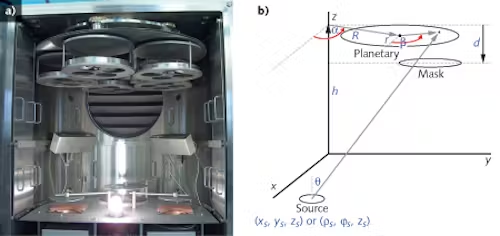 a)
b)
z
α
R
r
β
Planetary
d
Mask
h
y
x
θ
Source
(xs, ys, zs) or (ρs, φs, zs)